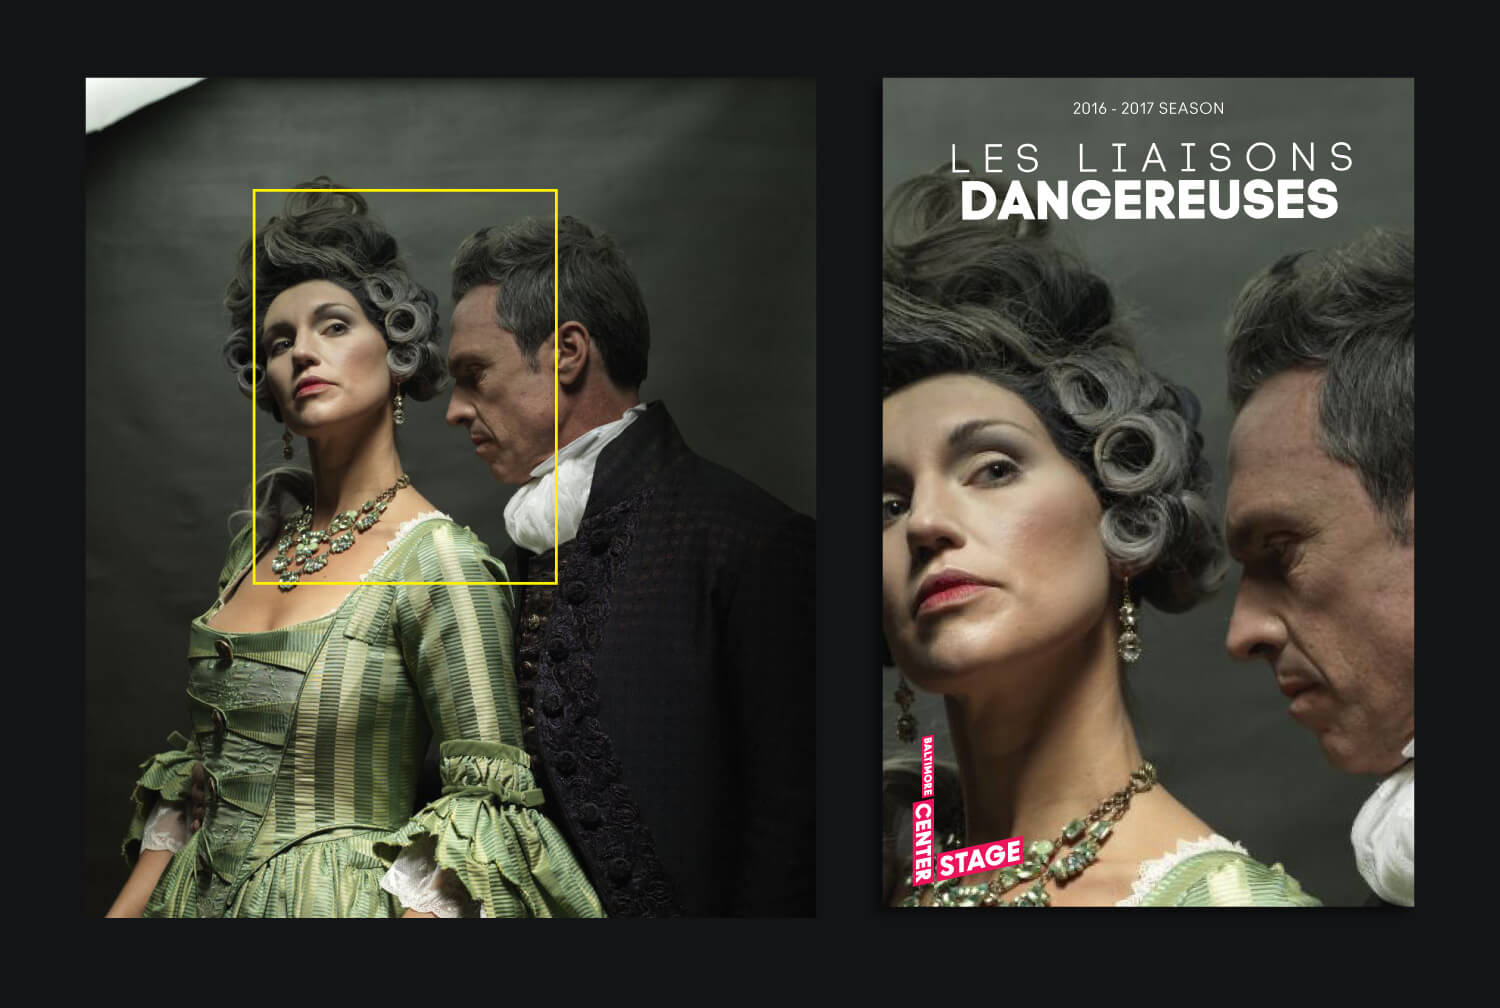 2016 - 2017 SEASON
LES LIAISONS
DANGEREUSES
BALTIMORE
CENTER
STAGE